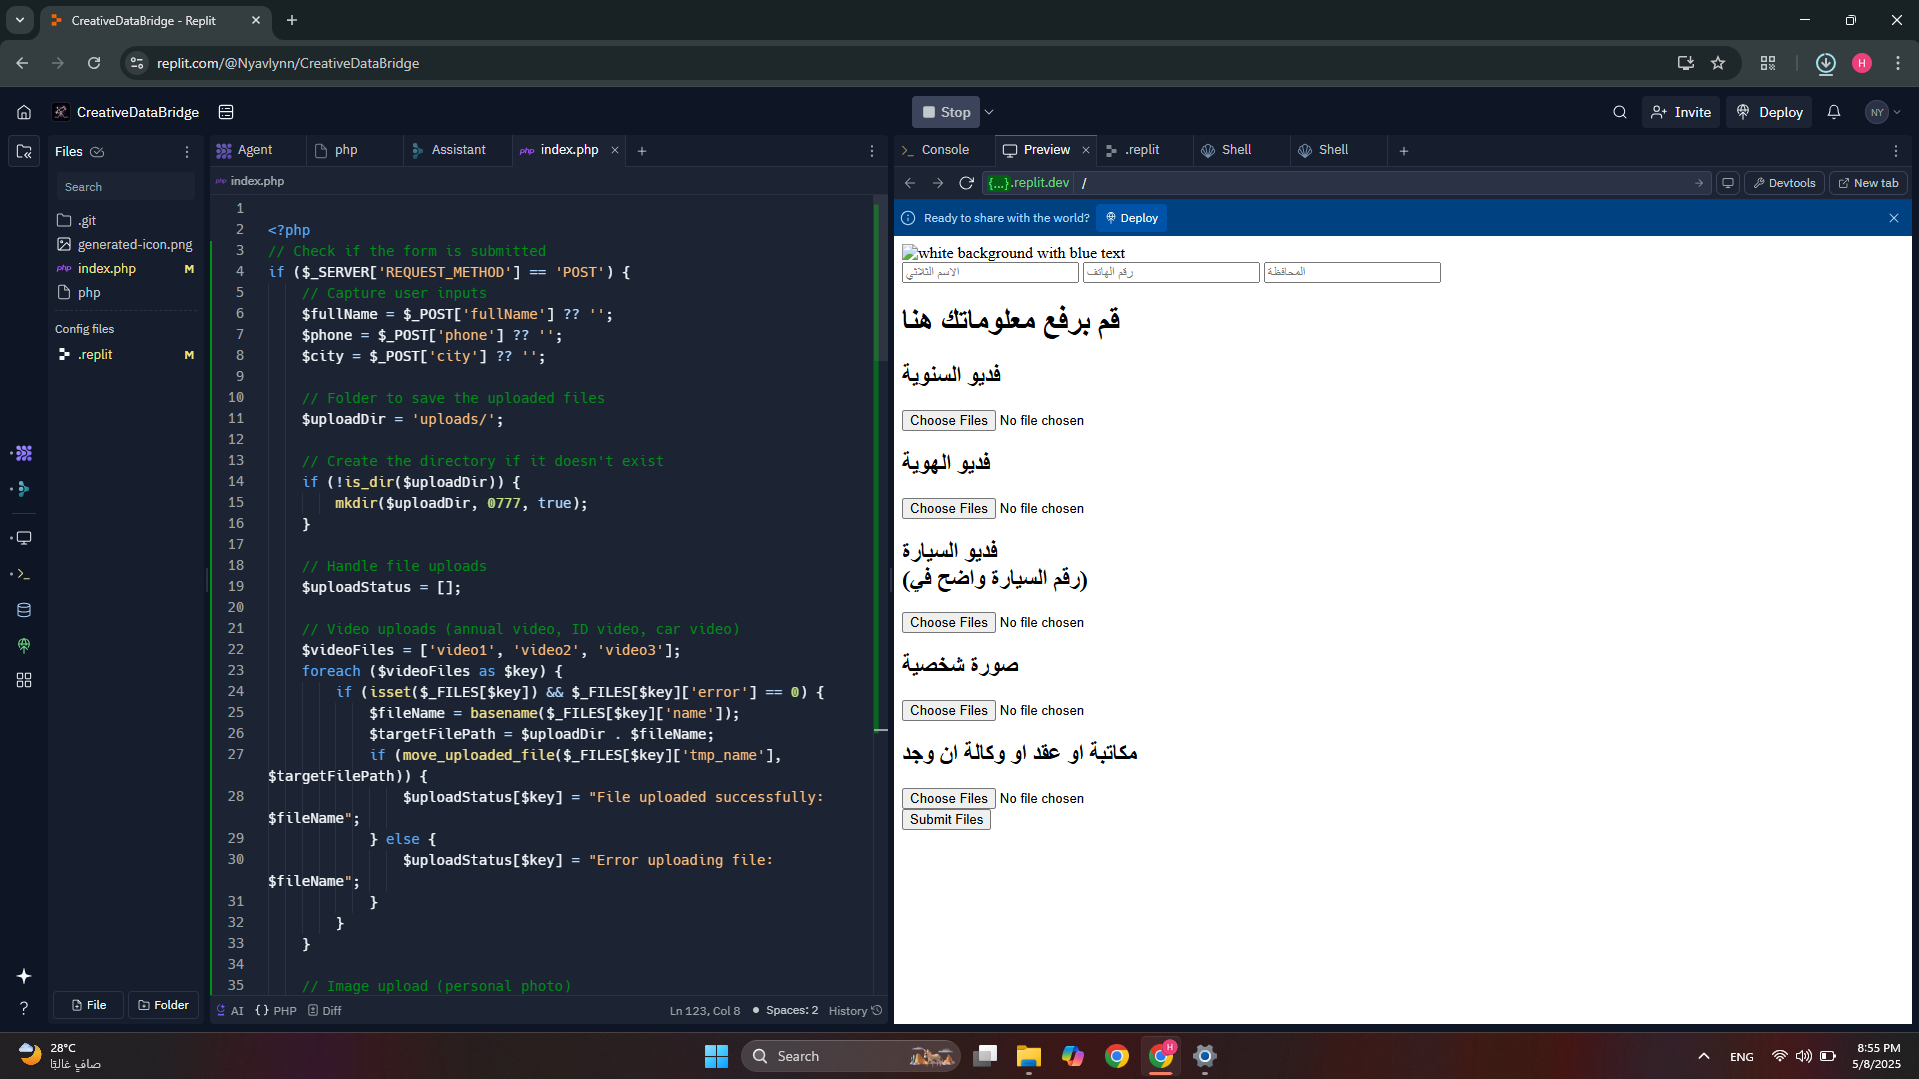 CreativeDataBridge - Replit
replit.com/@Nyavlynn/CreativeDataBridge
H
CreativeDataBridge
Stop
Invite
Deploy
NY
Files
Search
.git
generated-icon.png
php index.php M
php
Config files
.replit M
File
Folder
Agent
php
Assistant
php index.php
php index.php
1
2 <?php
3 // Check if the form is submitted
4 if ($_SERVER['REQUEST_METHOD'] == 'POST') {
5 // Capture user inputs
6 $fullName = $_POST['fullName'] ?? '';
7 $phone = $_POST['phone'] ?? '';
8 $city = $_POST['city'] ?? '';
9
10 // Folder to save the uploaded files
11 $uploadDir = 'uploads/';
12
13 // Create the directory if it doesn't exist
14 if (!is_dir($uploadDir)) {
15 mkdir($uploadDir, 0777, true);
16 }
17
18 // Handle file uploads
19 $uploadStatus = [];
20
21 // Video uploads (annual video, ID video, car video)
22 $videoFiles = ['video1', 'video2', 'video3'];
23 foreach ($videoFiles as $key) {
24 if (isset($_FILES[$key]) && $_FILES[$key]['error'] == 0) {
25 $fileName = basename($_FILES[$key]['name']);
26 $targetFilePath = $uploadDir . $fileName;
27 if (move_uploaded_file($_FILES[$key]['tmp_name'],
$targetFilePath)) {
28 $uploadStatus[$key] = "File uploaded successfully:
$fileName";
29 } else {
30 $uploadStatus[$key] = "Error uploading file:
$fileName";
31 }
32 }
33 }
34
35 // Image upload (personal photo)
AI
{} PHP
Diff
Ln 123, Col 8
Spaces: 2
History
Console
Preview
.replit
Shell
Shell
{...}.replit.dev /
Devtools
New tab
Ready to share with the world?
Deploy
white background with blue text
الاسم الثلاثي
رقم الهاتف
المحافظة
قم برفع معلوماتك هنا
فديو السنوية
Choose Files No file chosen
فديو الهوية
Choose Files No file chosen
فديو السيارة
(رقم السيارة واضح في)
Choose Files No file chosen
صورة شخصية
Choose Files No file chosen
مكاتبة او عقد او وكالة ان وجد
Choose Files No file chosen
Submit Files
28°C
صافٍ غالبًا
Search
H
ENG
8:55 PM
5/8/2025